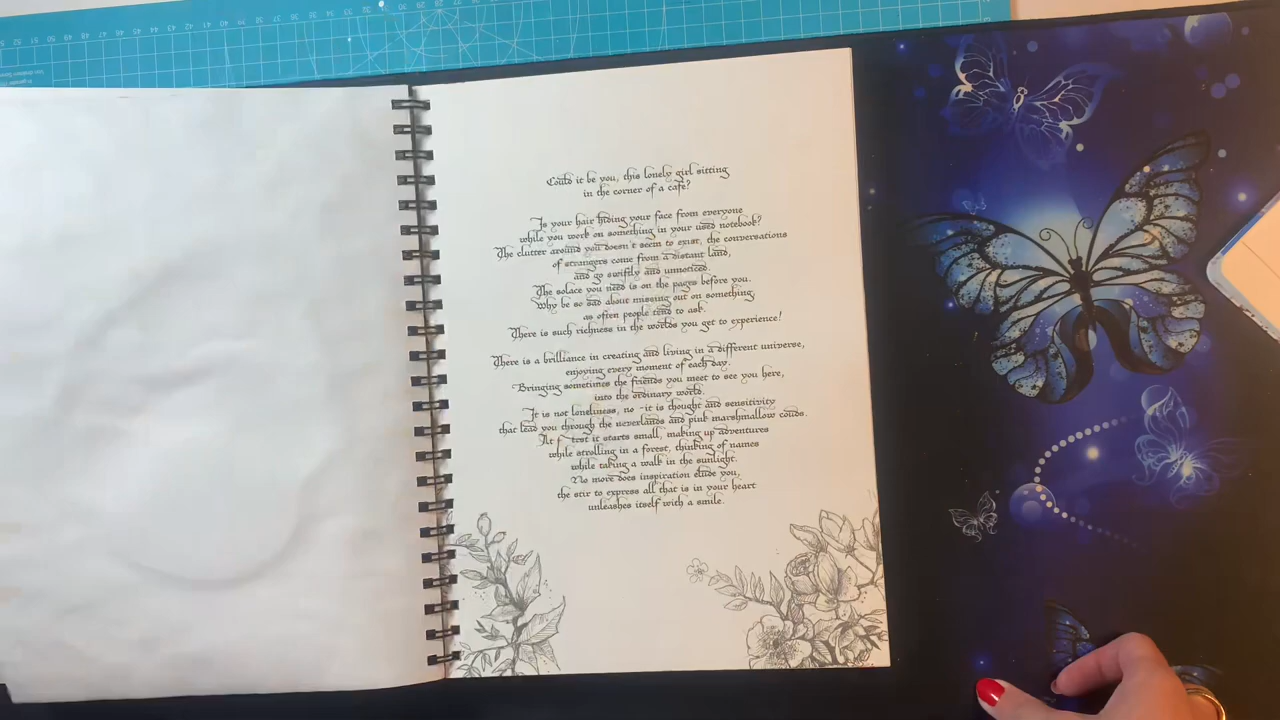 Could it be you, this lonely girl sitting
in the corner of a cafe?
Is your hair hiding your face from everyone
while you work on something in your used notebook?
The clutter around you doesn't seem to exist, the conversations
of strangers come from a distant land,
and go swiftly and unnoticed.
The solace you need is on the pages before you.
Why be so sad about missing out on something,
as often people tend to ask.
There is such richness in the worlds you get to experience!
There is a brilliance in creating and living in a different universe,
enjoying every moment of each day.
Bringing sometimes the friends you meet to see you here,
into the ordinary world.
It is not loneliness, no - it is thought and sensitivity
that lead you through the neverlands and pink marshmallow couds.
At first it starts small, making up adventures
while strolling in a forest, thinking of names
while taking a walk in the sunlight.
No more does inspiration elude you,
the stir to express all that is in your heart
unleashes itself with a smile.